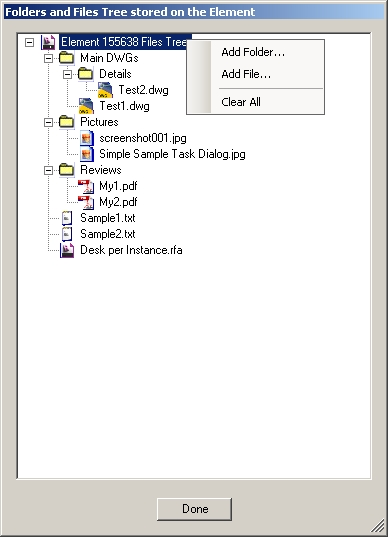 Folders and Files Tree stored on the Element
Element 155638 Files Tree
Add Folder...
Main DWGs
Details
Add File...
Test2.dwg
Test1.dwg
Clear All
Pictures
screenshot001.jpg
Simple Sample Task Dialog.jpg
Reviews
My1.pdf
My2.pdf
Sample1.txt
Sample2.txt
Desk per Instance.rfa
Done